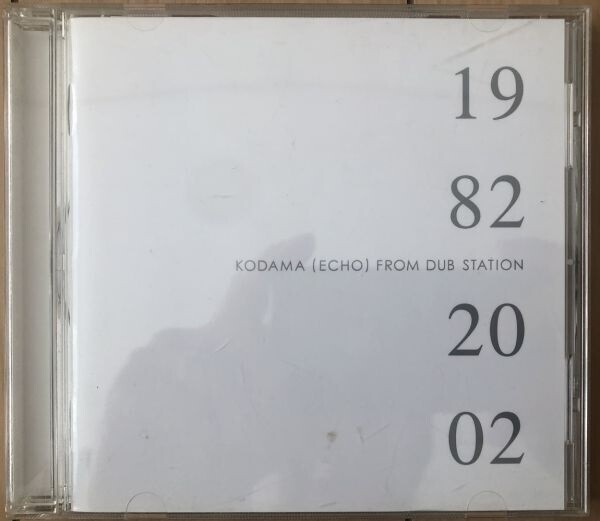 19
82
KODAMA (ECHO) FROM DUB STATION
20
02